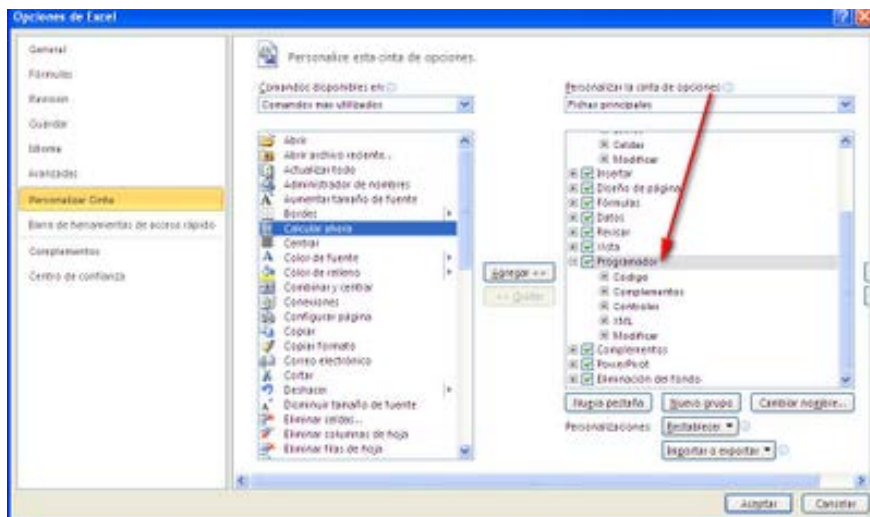 Opciones de Excel
General
Fórmulas
Revisión
Guardar
Idioma
Avanzadas
Personalizar Cinta
Barra de herramientas de acceso rápido
Complementos
Centro de confianza
Personalice esta cinta de opciones.
Comandos disponibles en:
Comandos más utilizados
Abrir
Abrir archivo reciente...
Actualizar todo
Administrador de nombres
Aumentar tamaño de fuente
Bordes
Calcular ahora
Centrar
Color de fuente
Color de relleno
Combinar y centrar
Conexiones
Configurar página
Copiar
Copiar formato
Correo electrónico
Cortar
Deshacer
Disminuir tamaño de fuente
Eliminar celdas...
Eliminar columnas de hoja
Eliminar filas de hoja
Agregar >>
<< Quitar
Personalizar la cinta de opciones
Fichas principales
Celdas
Modificar
Insertar
Diseño de página
Fórmulas
Datos
Revisar
Vista
Programador
Código
Complementos
Controles
XML
Modificar
Complementos
PowerPivot
Eliminación del fondo
Nueva pestaña
Nuevo grupo
Cambiar nombre...
Personalizaciones:
Restablecer
Importar o exportar
Aceptar
Cancelar